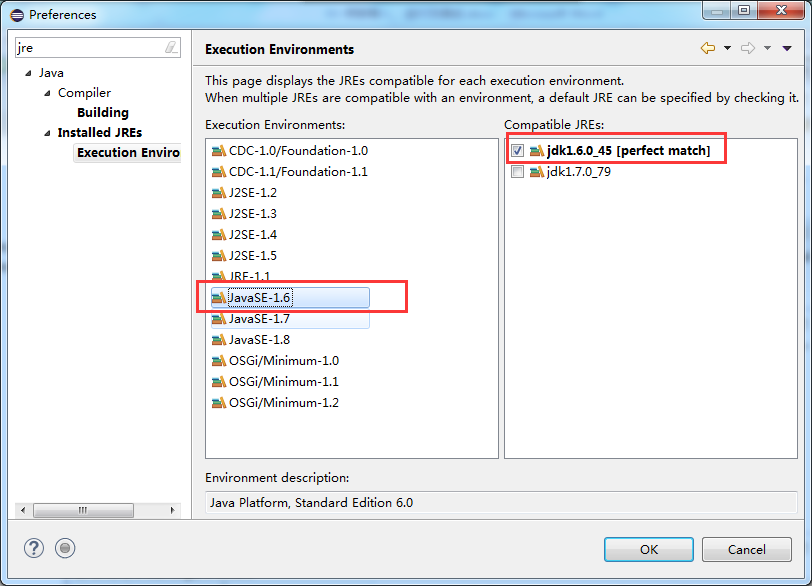 Preferences
jre
Java
Compiler
Building
Installed JREs
Execution Enviro
Execution Environments
This page displays the JREs compatible for each execution environment.
When multiple JREs are compatible with an environment, a default JRE can be specified by checking it.
Execution Environments:
CDC-1.0/Foundation-1.0
CDC-1.1/Foundation-1.1
J2SE-1.2
J2SE-1.3
J2SE-1.4
J2SE-1.5
JRE-1.1
JavaSE-1.6
JavaSE-1.7
JavaSE-1.8
OSGi/Minimum-1.0
OSGi/Minimum-1.1
OSGi/Minimum-1.2
Compatible JREs:
jdk1.6.0_45 [perfect match]
jdk1.7.0_79
Environment description:
Java Platform, Standard Edition 6.0
OK
Cancel